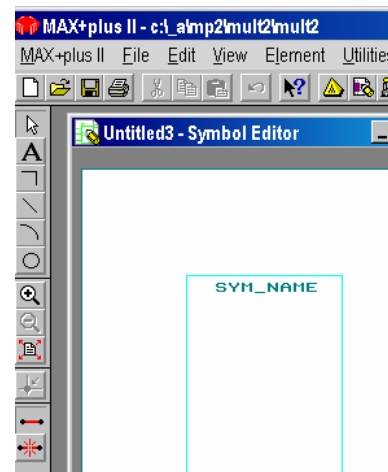 MAX+plus II - c:\_a\mp2\mult2\mult2
MAX+plus II File Edit View Element Utilities
A
Untitled3 - Symbol Editor
SYM_NAME